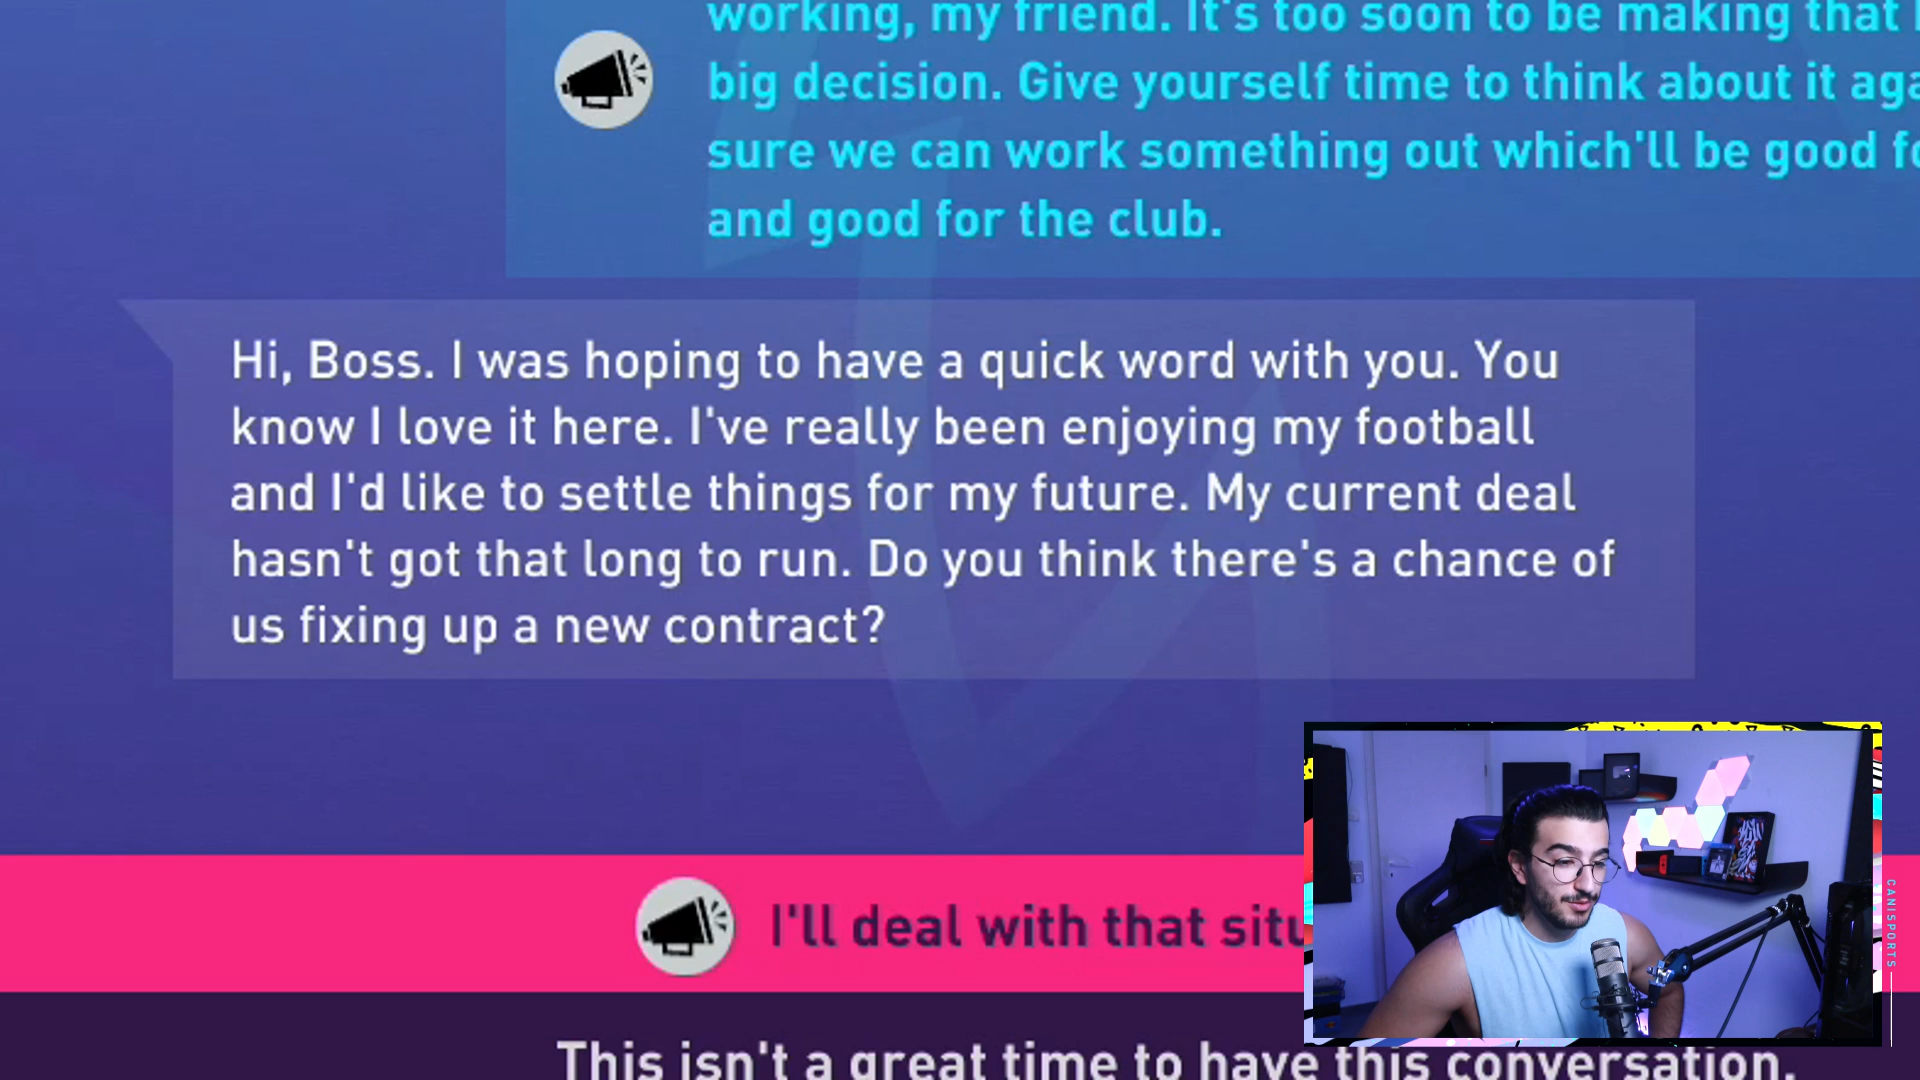 working, my friend. It's too soon to be making that
big decision. Give yourself time to think about it
sure we can work something out which'll be good
and good for the club.
Hi, Boss. I was hoping to have a quick word with you. You
know I love it here. I've really been enjoying my football
and I'd like to settle things for my future. My current deal
hasn't got that long to run. Do you think there's a chance of
us fixing up a new contract?
I'll deal with that
CANISPORTS
This isn't a great time to have this conversation.